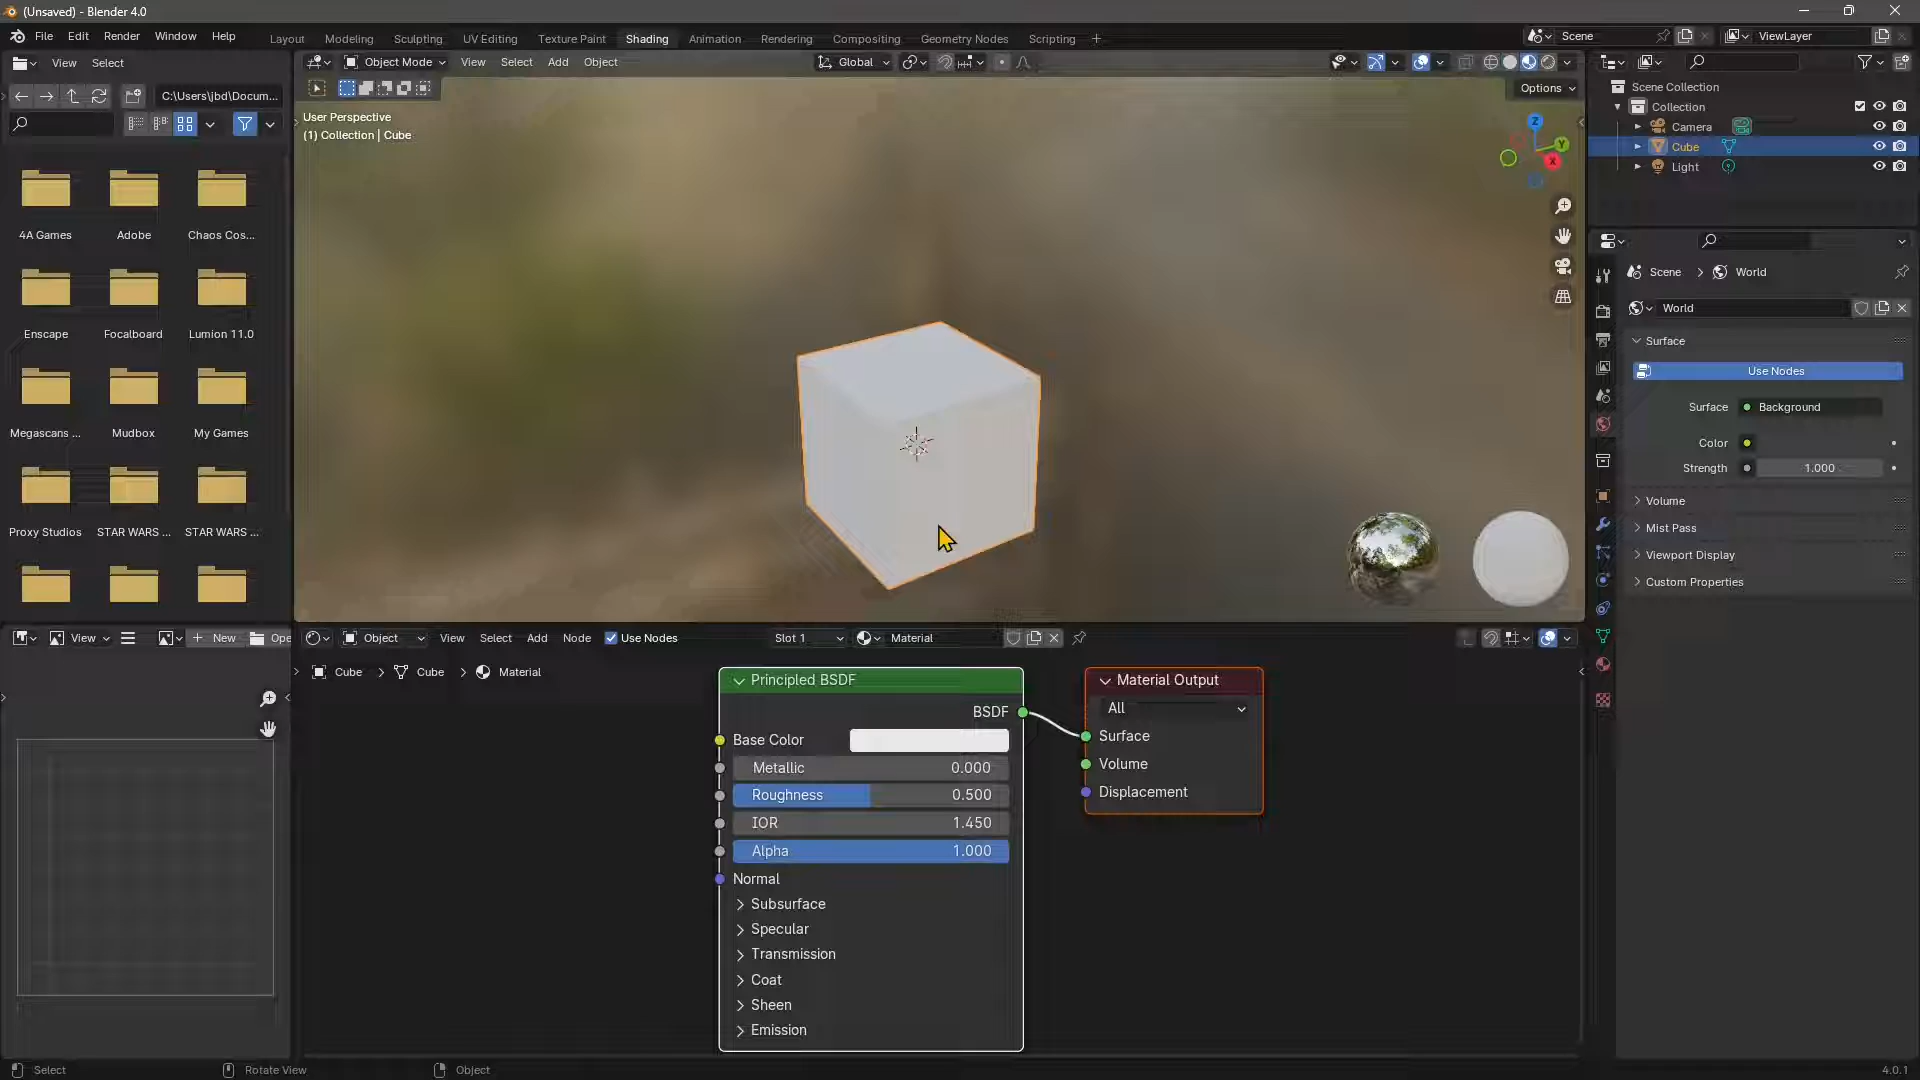 (Unsaved) - Blender 4.0
File Edit Render Window Help
Layout Modeling Sculpting UV Editing Texture Paint Shading Animation Rendering Compositing Geometry Nodes Scripting
Scene
ViewLayer
View Select
Object Mode View Select Add Object
Global
C:\Users\jbd\Docum...
Options
User Perspective
(1) Collection | Cube
Z
Y
X
4A Games Adobe Chaos Cos...
Enscape Focalboard Lumion 11.0
Megascans ... Mudbox My Games
Proxy Studios STAR WARS ... STAR WARS ...
Scene Collection
Collection
Camera
Cube
Light
Scene > World
World
Surface
Use Nodes
Surface Background
Color
Strength 1.000
Volume
Mist Pass
Viewport Display
Custom Properties
View New Ope
Object View Select Add Node Use Nodes Slot 1 Material
Cube > Cube > Material
Principled BSDF
BSDF
Base Color
Metallic 0.000
Roughness 0.500
IOR 1.450
Alpha 1.000
Normal
Subsurface
Specular
Transmission
Coat
Sheen
Emission
Material Output
All
Surface
Volume
Displacement
Select Rotate View Object 4.0.1